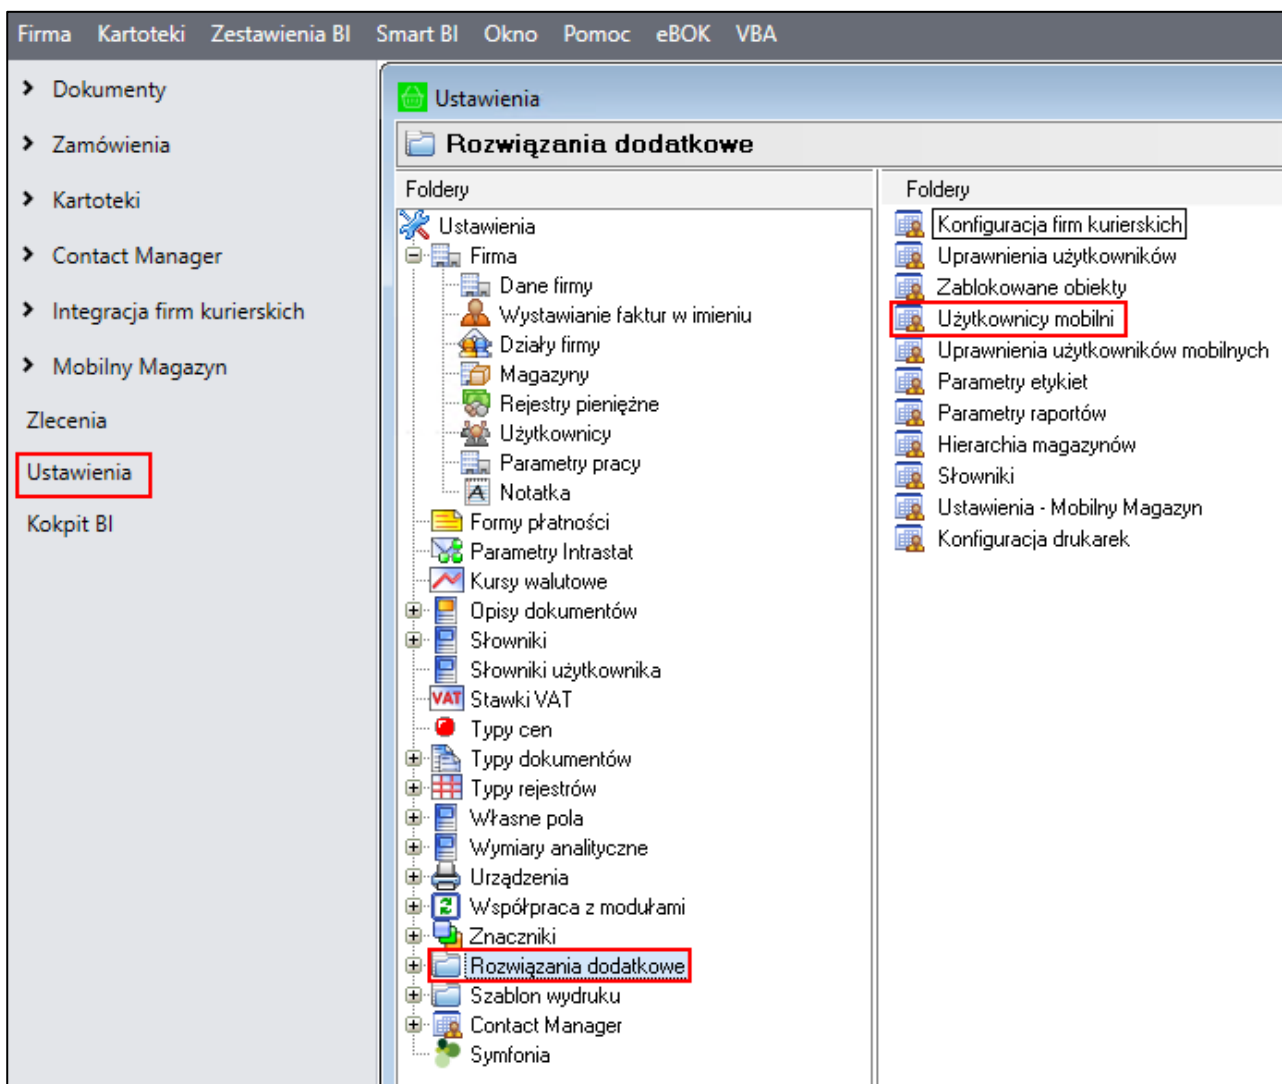 Firma Kartoteki Zestawienia BI Smart BI Okno Pomoc eBOK VBA
Dokumenty
Zamówienia
Kartoteki
Contact Manager
Integracja firm kurierskich
Mobilny Magazyn
Zlecenia
Ustawienia
Kokpit BI
Ustawienia
Rozwiązania dodatkowe
Foldery
Ustawienia
Firma
Dane firmy
Wystawianie faktur w imieniu
Działy firmy
Magazyny
Rejestry pieniężne
Użytkownicy
Parametry pracy
Notatka
Formy płatności
Parametry Intrastat
Kursy walutowe
Opisy dokumentów
Słowniki
Słowniki użytkownika
VAT Stawki VAT
Typy cen
Typy dokumentów
Typy rejestrów
Własne pola
Wymiary analityczne
Urządzenia
Współpraca z modułami
Znaczniki
Rozwiązania dodatkowe
Szablon wydruku
Contact Manager
Symfonia
Foldery
Konfiguracja firm kurierskich
Uprawnienia użytkowników
Zablokowane obiekty
Użytkownicy mobilni
Uprawnienia użytkowników mobilnych
Parametry etykiet
Parametry raportów
Hierarchia magazynów
Słowniki
Ustawienia - Mobilny Magazyn
Konfiguracja drukarek